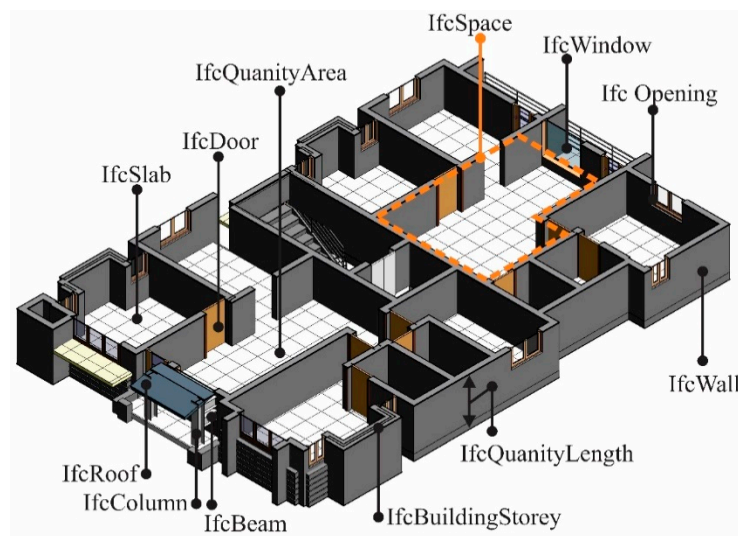 IfcSpace
IfcWindow
IfcQuanityArea
Ifc Opening
IfcDoor
IfcSlab
IfcWall
IfcQuanityLength
IfcRoof
IfcColumn
IfcBeam
IfcBuildingStorey